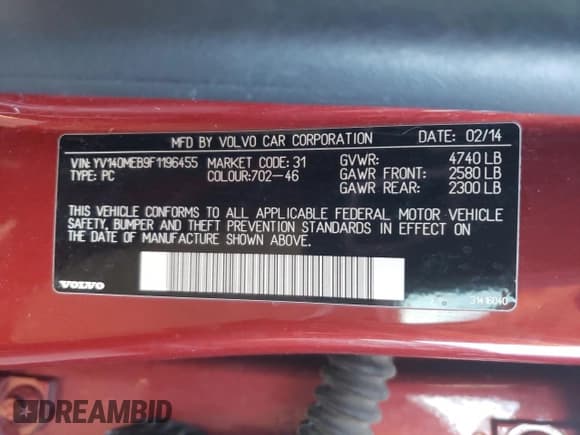 MFD BY VOLVO CAR CORPORATION DATE: 02/14
VIN: YV140MEB9F1196455 MARKET CODE: 31 GVWR: 4740 LB
TYPE: PC COLOUR: 702-46 GAWR FRONT: 2580 LB
GAWR REAR: 2300 LB
THIS VEHICLE CONFORMS TO ALL APPLICABLE FEDERAL MOTOR VEHICLE
SAFETY, BUMPER AND THEFT PREVENTION STANDARDS IN EFFECT ON
THE DATE OF MANUFACTURE SHOWN ABOVE.
VOLVO 31416040
DREAMBID